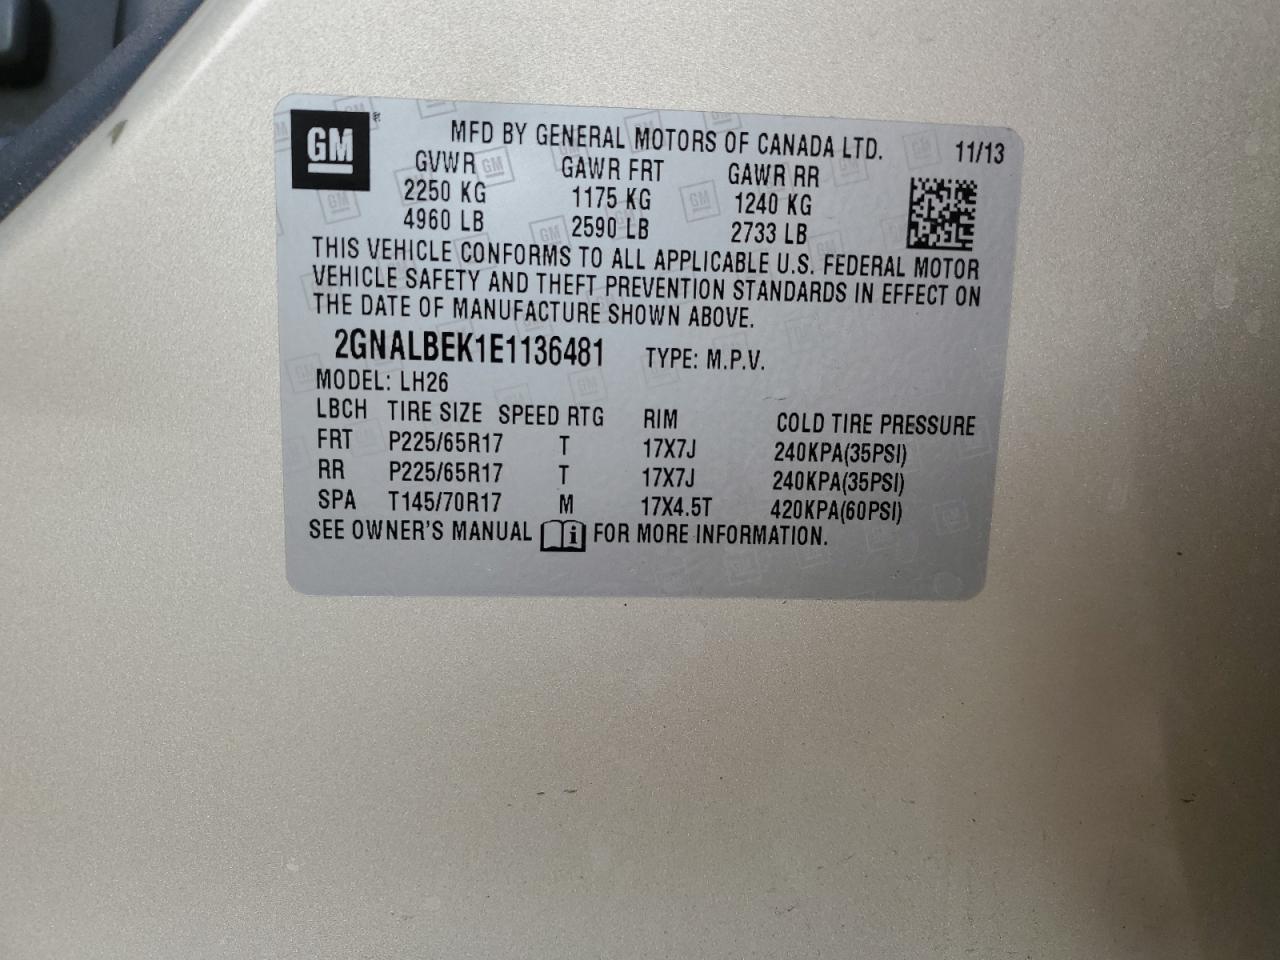 GM
MFD BY GENERAL MOTORS OF CANADA LTD. 11/13
GVWR GAWR FRT GAWR RR
2250 KG 1175 KG 1240 KG
4960 LB 2590 LB 2733 LB
THIS VEHICLE CONFORMS TO ALL APPLICABLE U.S. FEDERAL MOTOR
VEHICLE SAFETY AND THEFT PREVENTION STANDARDS IN EFFECT ON
THE DATE OF MANUFACTURE SHOWN ABOVE.
2GNALBEK1E1136481 TYPE: M.P.V.
MODEL: LH26
LBCH TIRE SIZE SPEED RTG RIM COLD TIRE PRESSURE
FRT P225/65R17 T 17X7J 240KPA(35PSI)
RR P225/65R17 T 17X7J 240KPA(35PSI)
SPA T145/70R17 M 17X4.5T 420KPA(60PSI)
SEE OWNER'S MANUAL i FOR MORE INFORMATION.